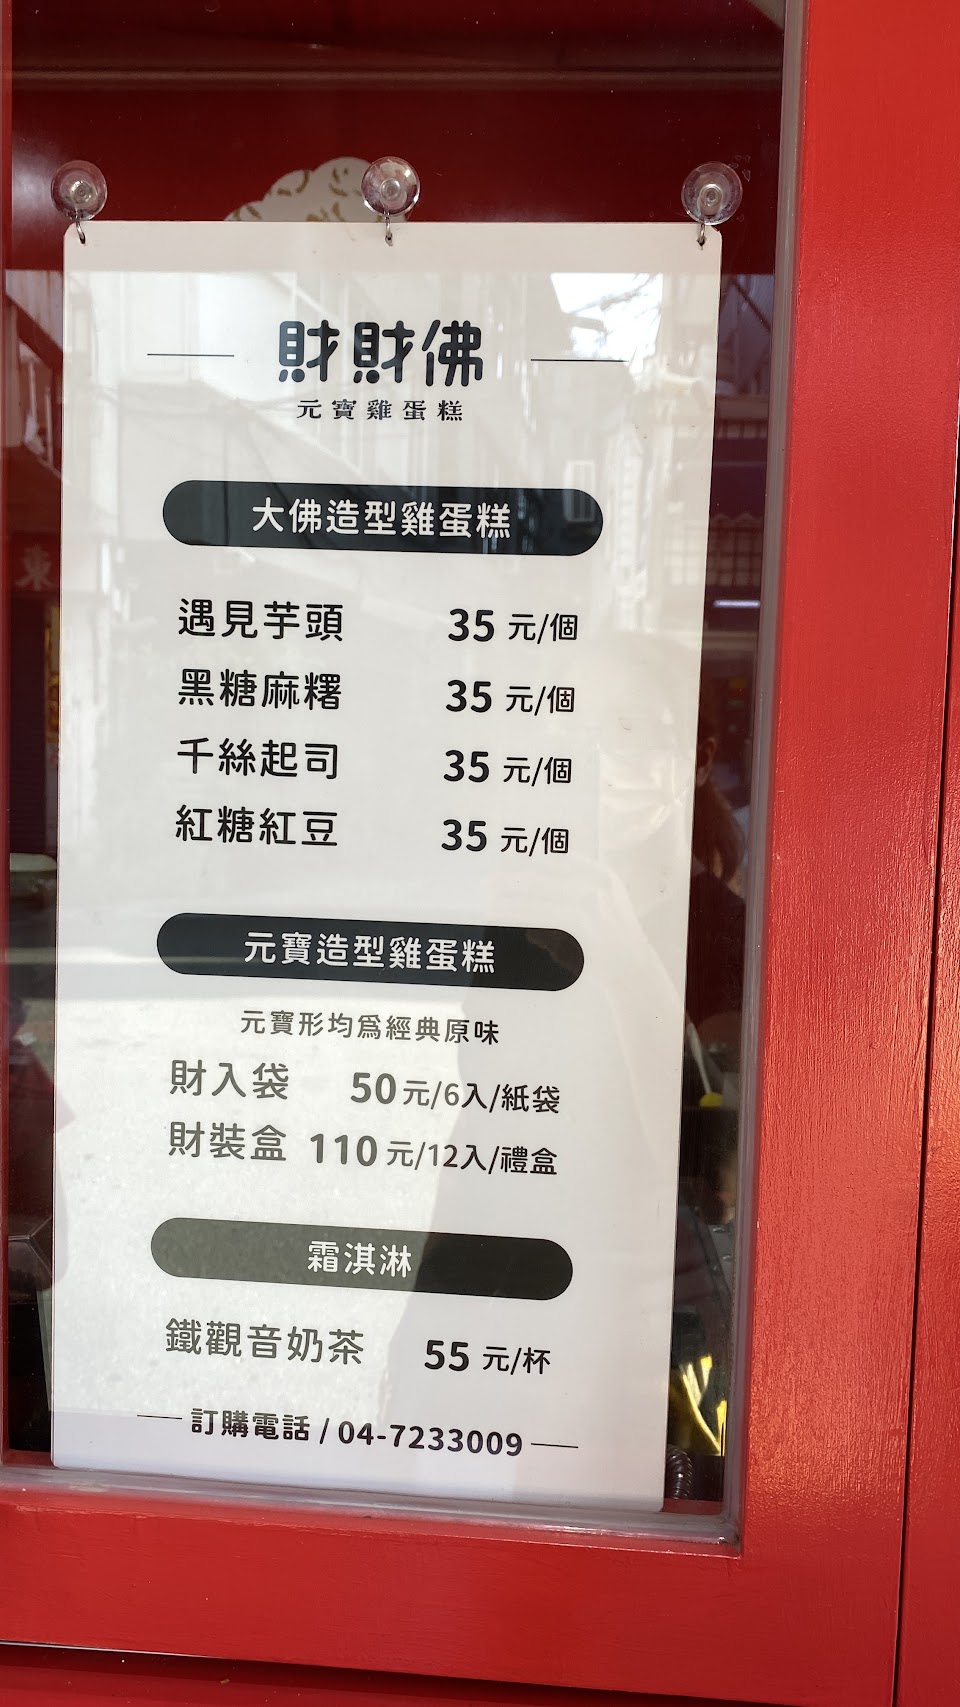 財財佛
元寶雞蛋糕
大佛造型雞蛋糕
遇見芋頭 35 元/個
黑糖麻糬 35 元/個
千絲起司 35 元/個
紅糖紅豆 35 元/個
元寶造型雞蛋糕
元寶形均為經典原味
財入袋 50元/6入/紙袋
財裝盒 110元/12入/禮盒
霜淇淋
鐵觀音奶茶 55 元/杯
訂購電話 / 04-7233009
東